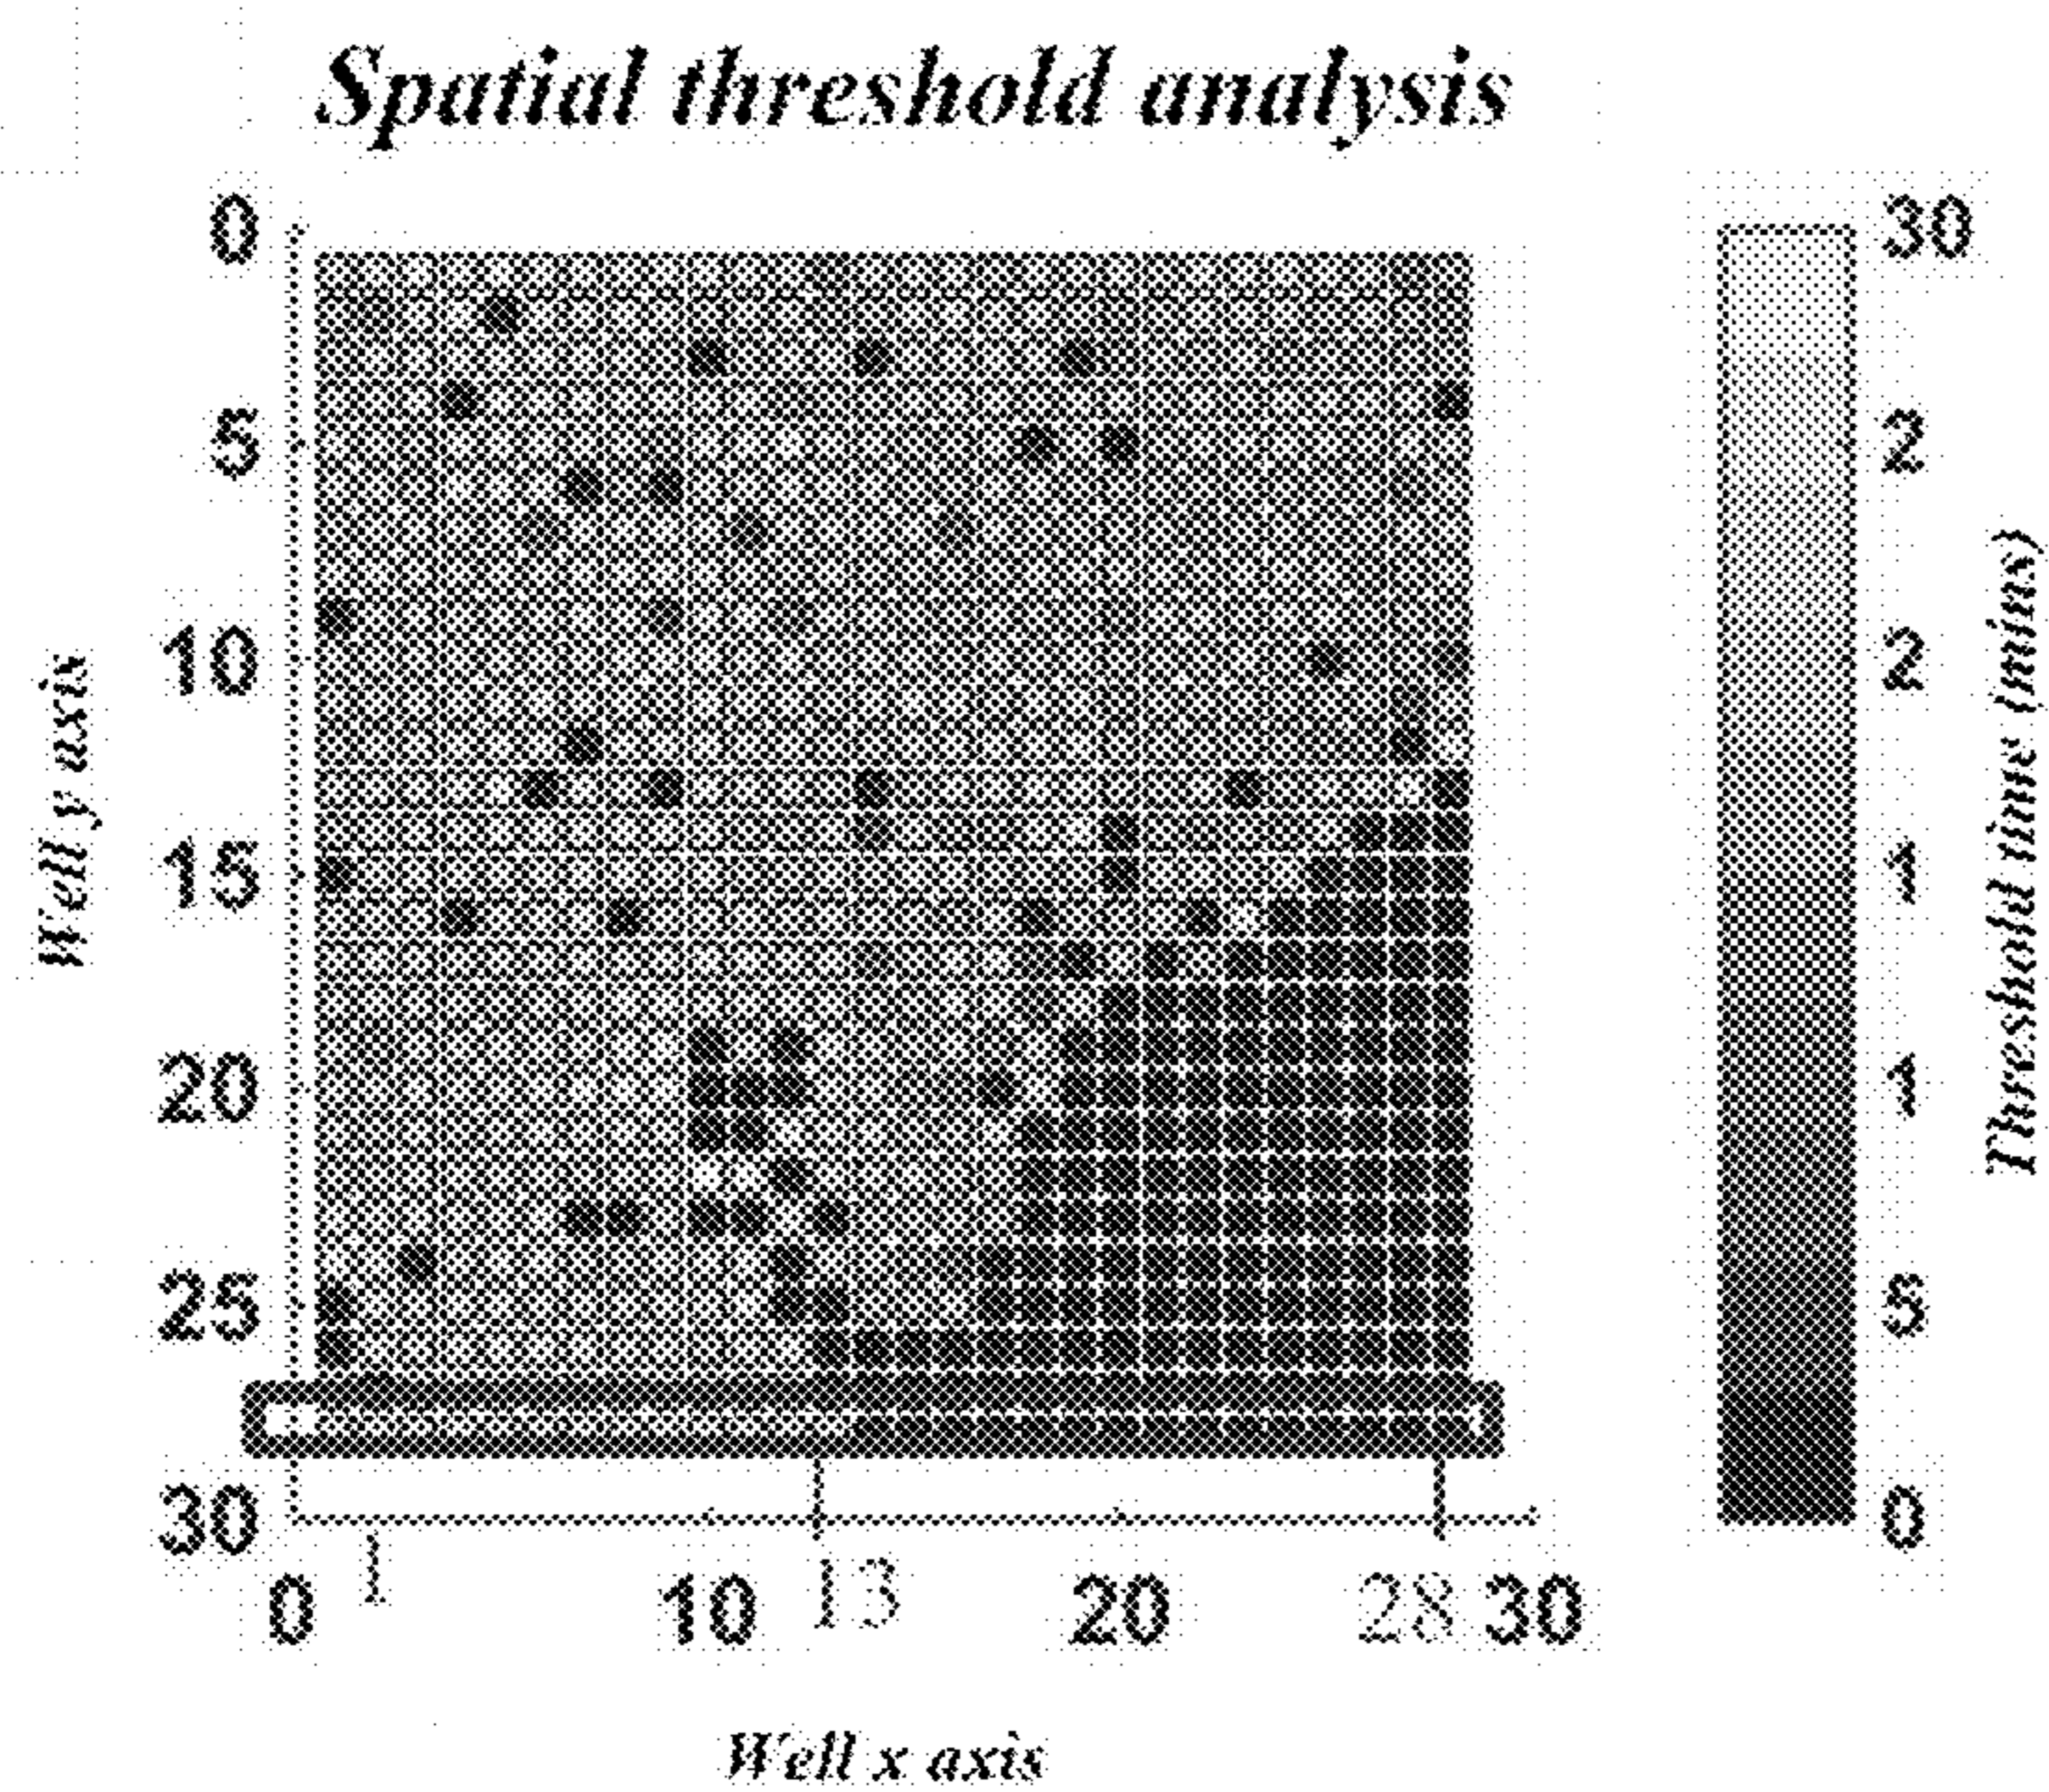 Spatial threshold analysis
0
5
10
15
20
25
30
Well y axis
0 1 10 13 20 28 30
Well x axis
30
2
2
1
1
5
0
Threshold time (mins)